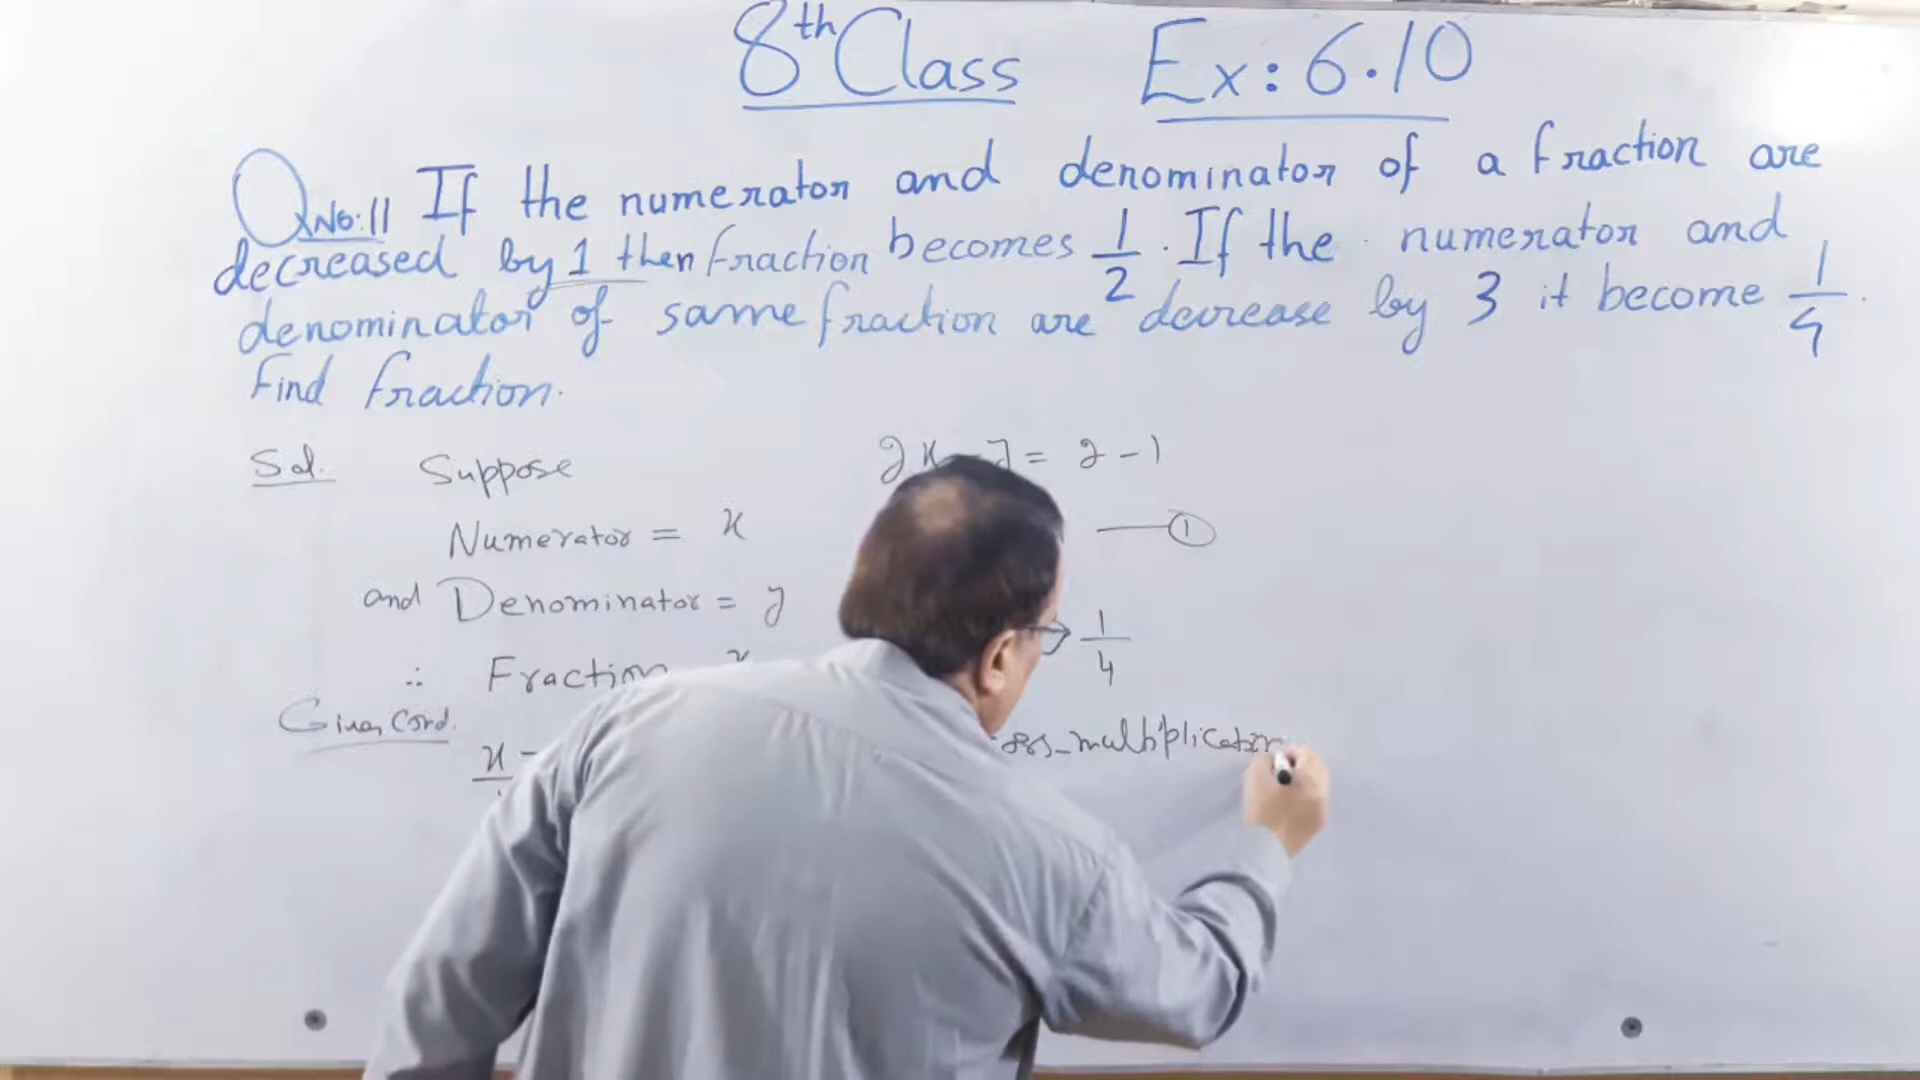 8th Class Ex: 6.10
Q No: 11 If the numerator and denominator of a fraction are
decreased by 1 then fraction becomes 1/2. If the numerator and
denominator of same fraction are decrease by 3 it become 1/4.
Find fraction.
Sol. Suppose
Numerator = x
and Denominator = y
∴ Fraction
Given Cond.
x -
2x - y = 2 - 1
①
1/4
multiplication